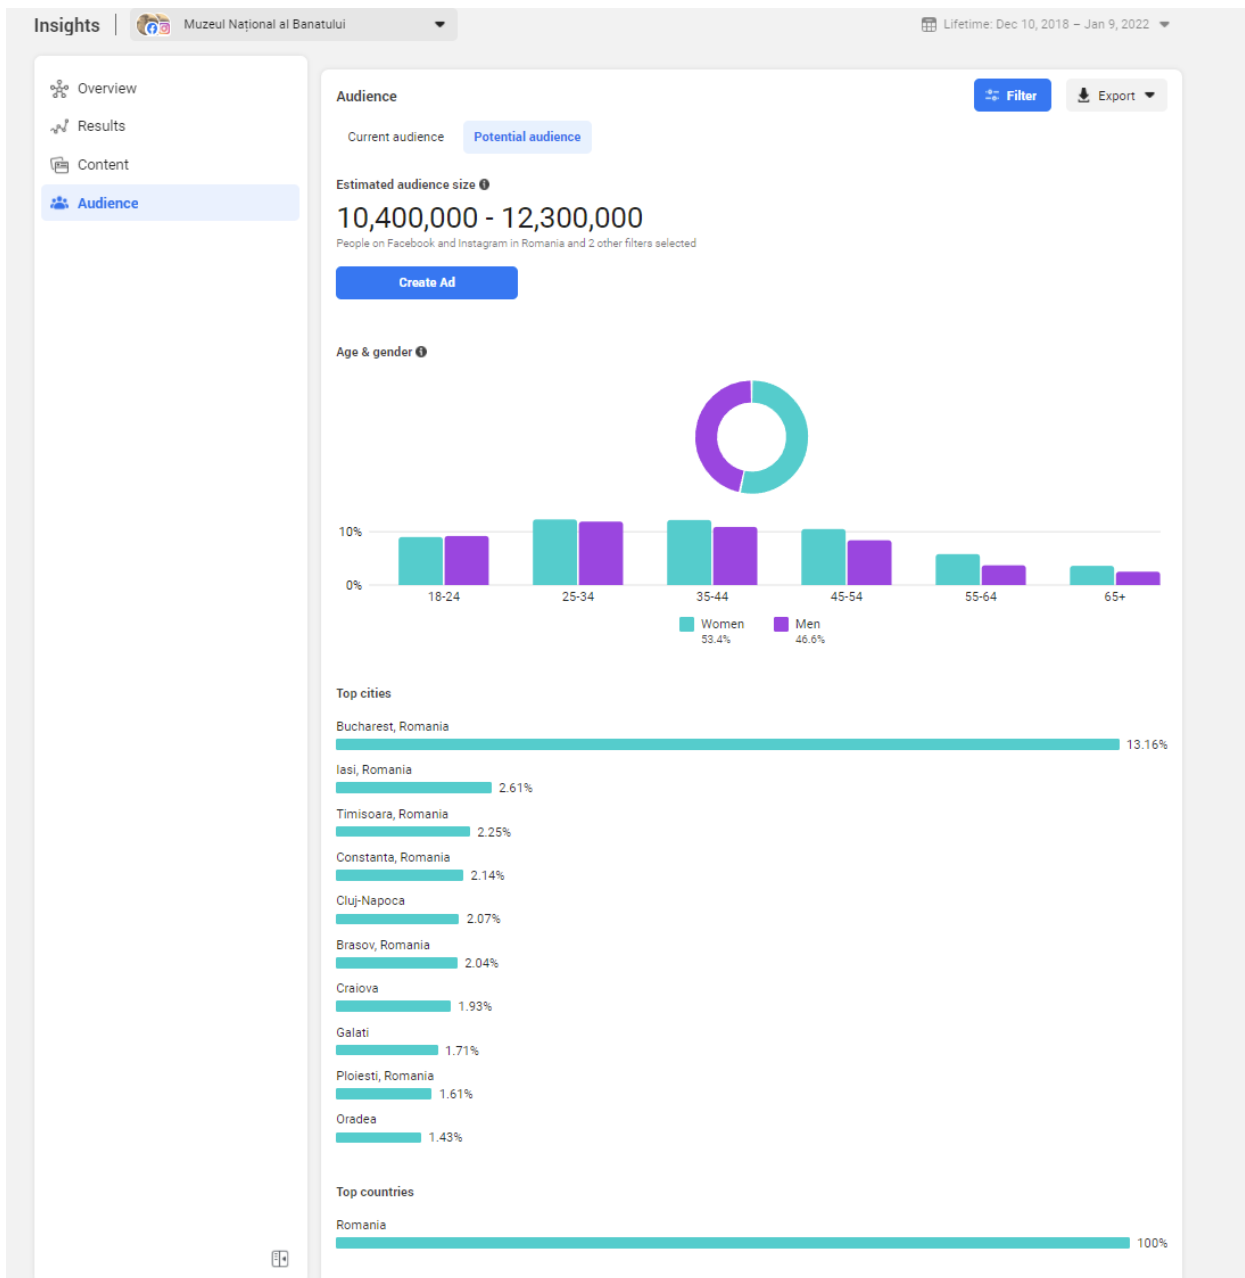 Insights
Muzeul Național al Banatului
Lifetime: Dec 10, 2018 – Jan 9, 2022
Overview
Results
Content
Audience
Audience
Filter
Export
Current audience
Potential audience
Estimated audience size
10,400,000 - 12,300,000
People on Facebook and Instagram in Romania and 2 other filters selected
Create Ad
Age & gender
10%
0%
18-24 25-34 35-44 45-54 55-64 65+
Women Men
53.4% 46.6%
Top cities
Bucharest, Romania
13.16%
Iasi, Romania
2.61%
Timisoara, Romania
2.25%
Constanta, Romania
2.14%
Cluj-Napoca
2.07%
Brasov, Romania
2.04%
Craiova
1.93%
Galati
1.71%
Ploiesti, Romania
1.61%
Oradea
1.43%
Top countries
Romania
100%